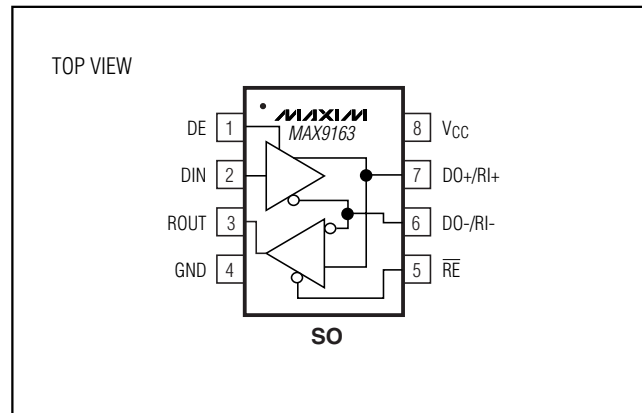 TOP VIEW
MAXIM
MAX9163
DE 1
8 VCC
DIN 2
7 DO+/RI+
ROUT 3
6 DO-/RI-
GND 4
5 R̅E̅
SO